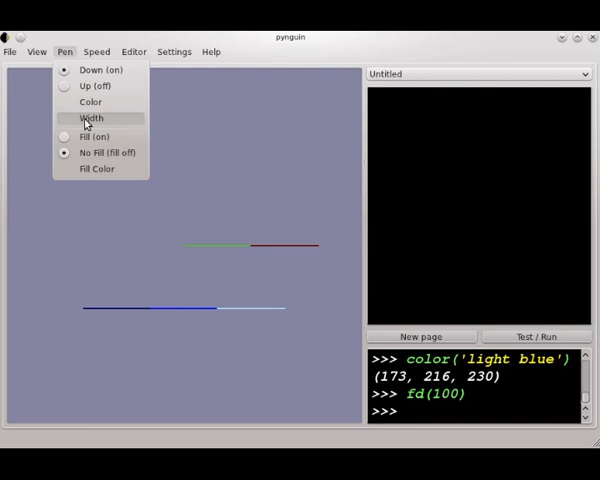 pynguin
File View Pen Speed Editor Settings Help
Down (on)
Up (off)
Color
Width
Fill (on)
No Fill (fill off)
Fill Color
Untitled
New page Test / Run
>>> color('light blue')
(173, 216, 230)
>>> fd(100)
>>>